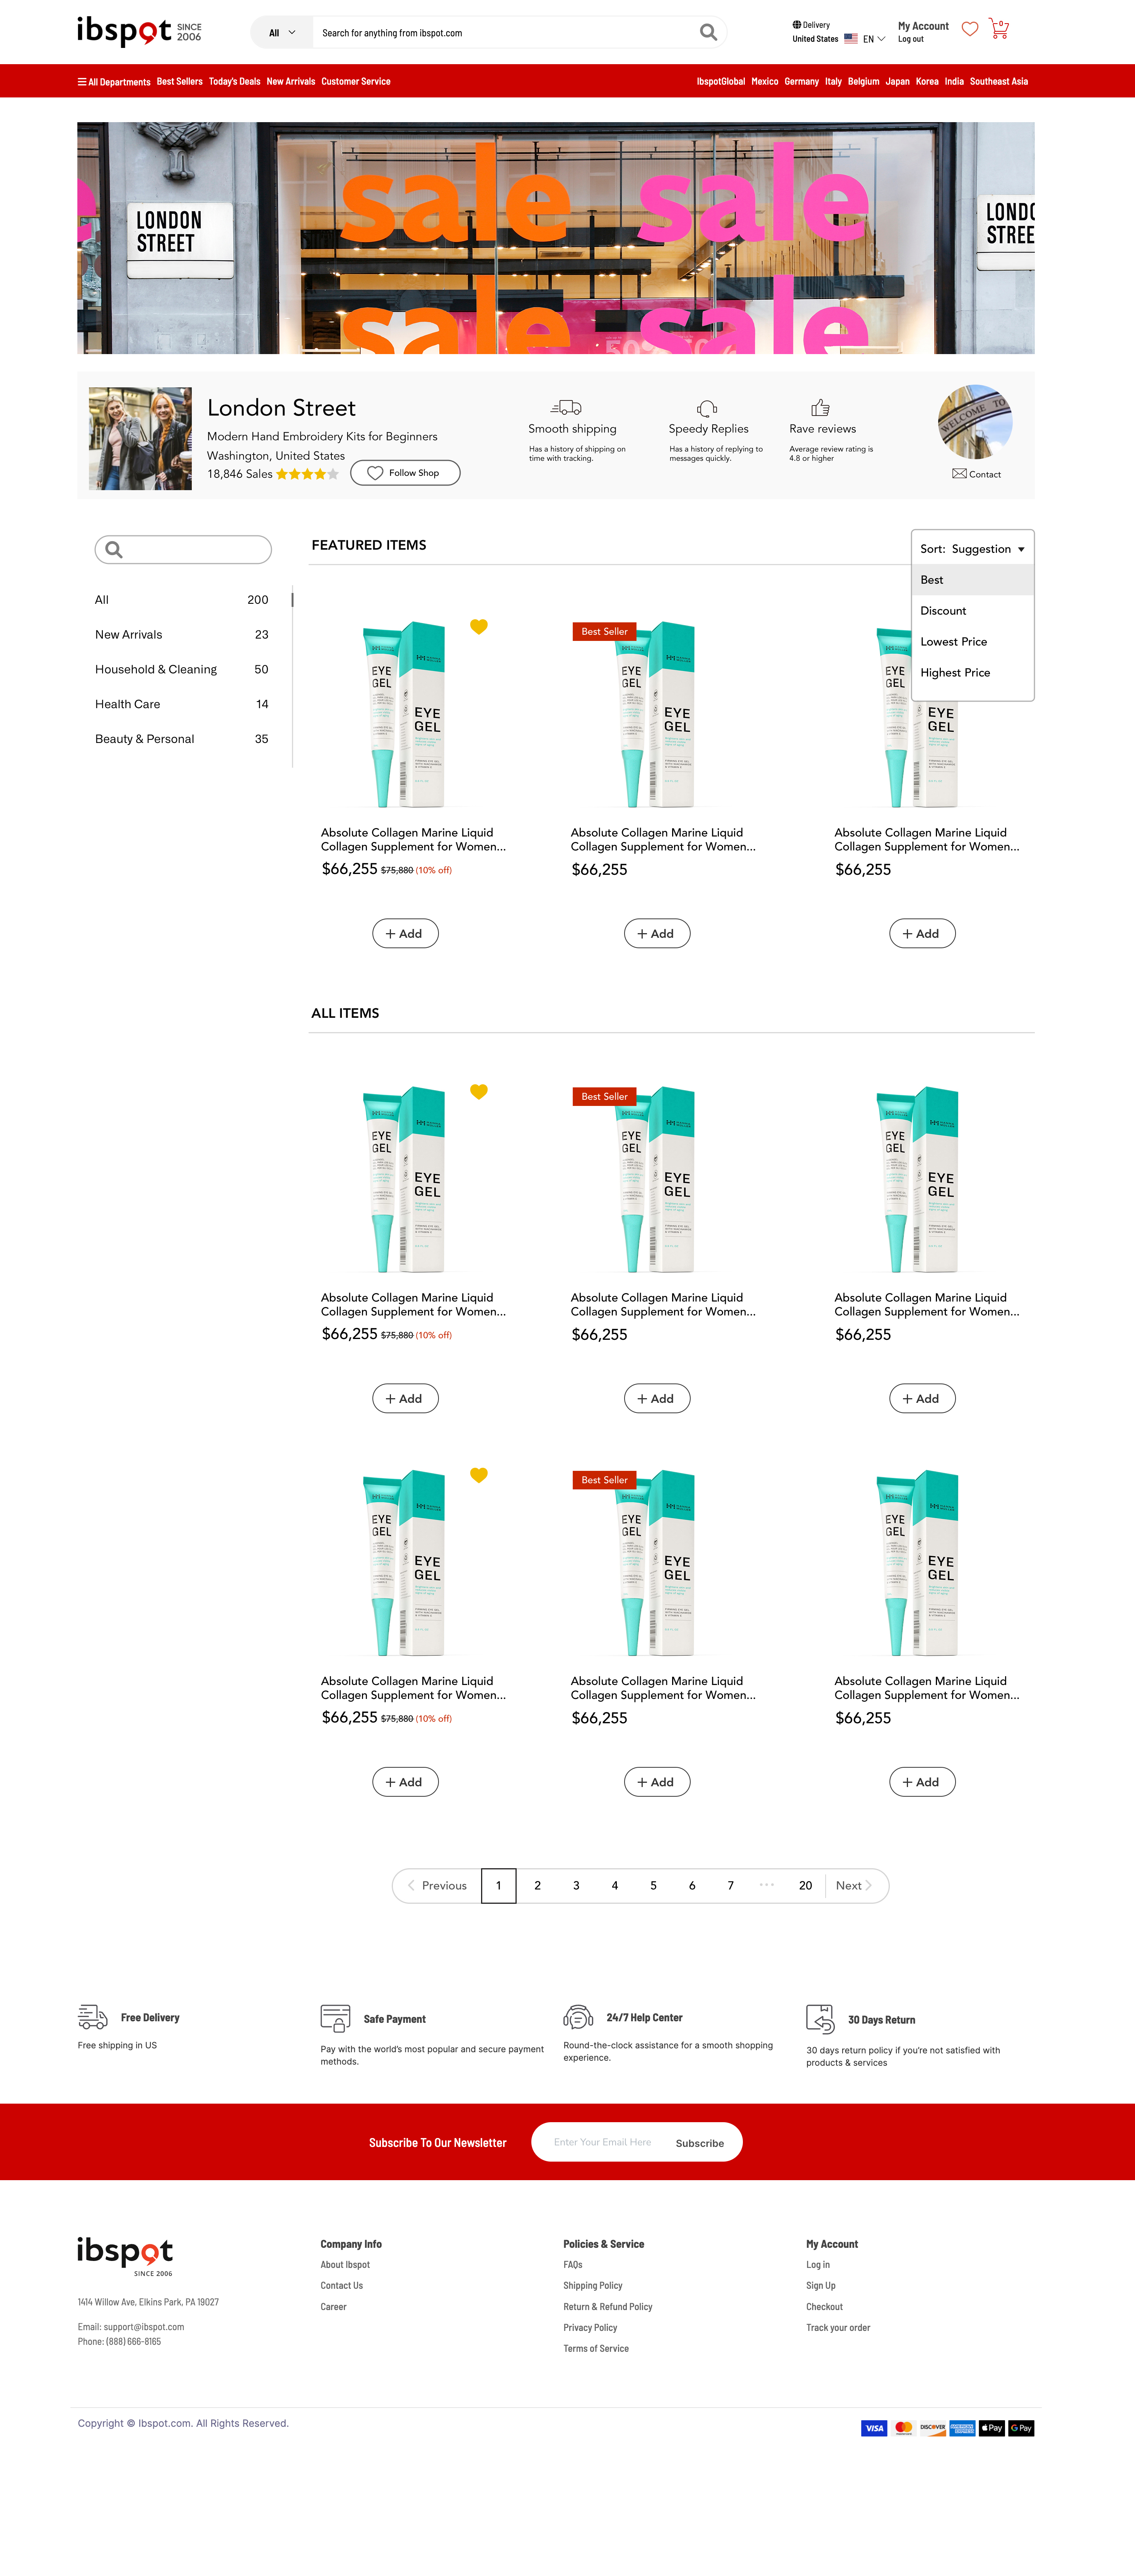 ibspot SINCE 2006
All
Search for anything from ibspot.com
Delivery
United States EN
My Account
Log out
0
All Departments Best Sellers Today's Deals New Arrivals Customer Service
IbspotGlobal Mexico Germany Italy Belgium Japan Korea India Southeast Asia
LONDON
STREET
sale sale
sale sale
LONDO
STREE
London Street
Modern Hand Embroidery Kits for Beginners
Washington, United States
18,846 Sales
Follow Shop
Smooth shipping
Has a history of shipping on
time with tracking.
Speedy Replies
Has a history of replying to
messages quickly.
Rave reviews
Average review rating is
4.8 or higher
WELCOME TO
Contact
All 200
New Arrivals 23
Household & Cleaning 50
Health Care 14
Beauty & Personal 35
FEATURED ITEMS
Sort: Suggestion
Best
Discount
Lowest Price
Highest Price
EYE
GEL
EYE
GEL
Best Seller
EYE
GEL
EYE
GEL
EYE
GEL
EYE
GEL
Absolute Collagen Marine Liquid
Collagen Supplement for Women...
$66,255 $75,880 (10% off)
+ Add
Absolute Collagen Marine Liquid
Collagen Supplement for Women...
$66,255
+ Add
Absolute Collagen Marine Liquid
Collagen Supplement for Women...
$66,255
+ Add
ALL ITEMS
EYE
GEL
EYE
GEL
Best Seller
EYE
GEL
EYE
GEL
EYE
GEL
EYE
GEL
Absolute Collagen Marine Liquid
Collagen Supplement for Women...
$66,255 $75,880 (10% off)
+ Add
Absolute Collagen Marine Liquid
Collagen Supplement for Women...
$66,255
+ Add
Absolute Collagen Marine Liquid
Collagen Supplement for Women...
$66,255
+ Add
EYE
GEL
EYE
GEL
Best Seller
EYE
GEL
EYE
GEL
EYE
GEL
EYE
GEL
Absolute Collagen Marine Liquid
Collagen Supplement for Women...
$66,255 $75,880 (10% off)
+ Add
Absolute Collagen Marine Liquid
Collagen Supplement for Women...
$66,255
+ Add
Absolute Collagen Marine Liquid
Collagen Supplement for Women...
$66,255
+ Add
Previous 1 2 3 4 5 6 7 ... 20 Next
Free Delivery
Free shipping in US
Safe Payment
Pay with the world's most popular and secure payment
methods.
24/7 Help Center
Round-the-clock assistance for a smooth shopping
experience.
30 Days Return
30 days return policy if you're not satisfied with
products & services
Subscribe To Our Newsletter
Enter Your Email Here
Subscribe
ibspot
SINCE 2006
1414 Willow Ave, Elkins Park, PA 19027
Email: support@ibspot.com
Phone: (888) 666-8165
Company Info
About Ibspot
Contact Us
Career
Policies & Service
FAQs
Shipping Policy
Return & Refund Policy
Privacy Policy
Terms of Service
My Account
Log in
Sign Up
Checkout
Track your order
Copyright © Ibspot.com. All Rights Reserved.
VISA mastercard DISCOVER AMERICAN EXPRESS Pay G Pay